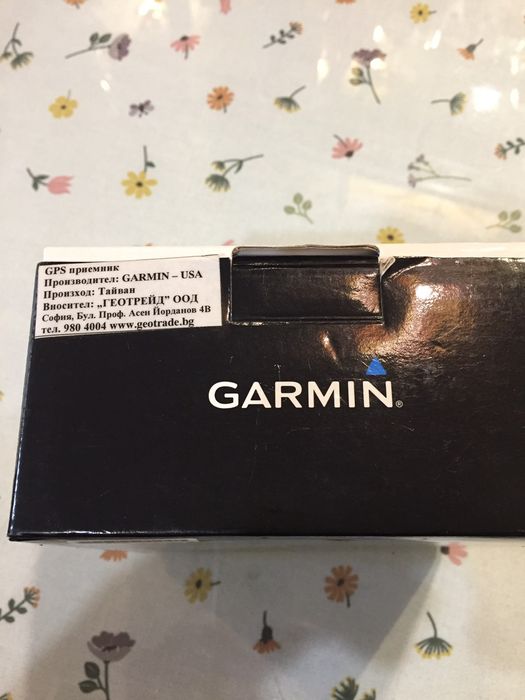 GPS приемник
Производител: GARMIN – USA
Произход: Тайван
Вносител: „ГЕОТРЕЙД” ООД
София, Бул. Проф. Асен Йорданов 4В
тел. 980 4004 www.geotrade.bg
GARMIN®